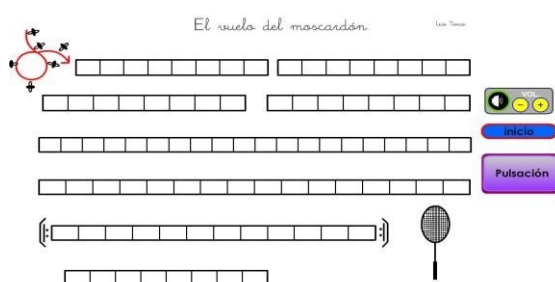 El vuelo del moscardón
VOL.
− +
inicio
Pulsación